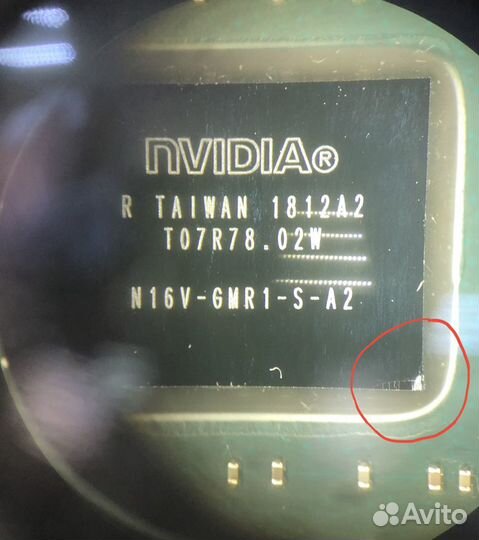 nVIDIA®
R TAIWAN 1812A2
T07R78.02W
N16V-GMR1-S-A2
Avito